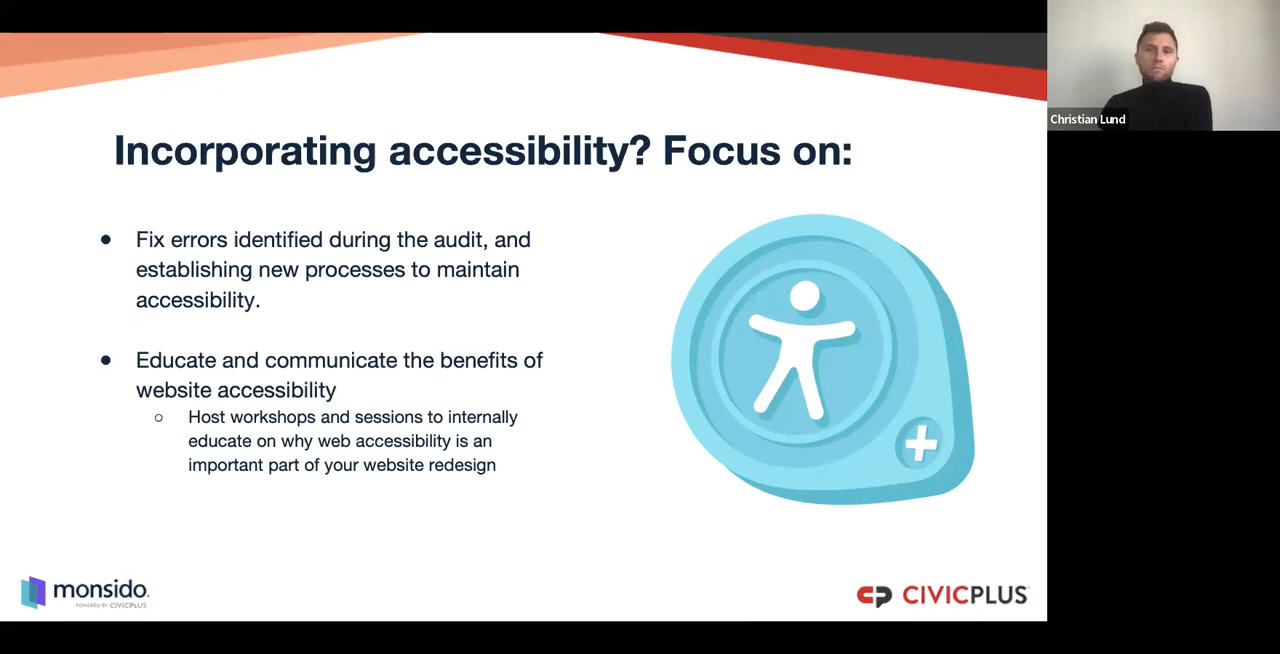 Incorporating accessibility? Focus on:
● Fix errors identified during the audit, and
establishing new processes to maintain
accessibility.
● Educate and communicate the benefits of
website accessibility
○ Host workshops and sessions to internally
educate on why web accessibility is an
important part of your website redesign
monsido
POWERED BY CIVICPLUS
CP CIVICPLUS
Christian Lund